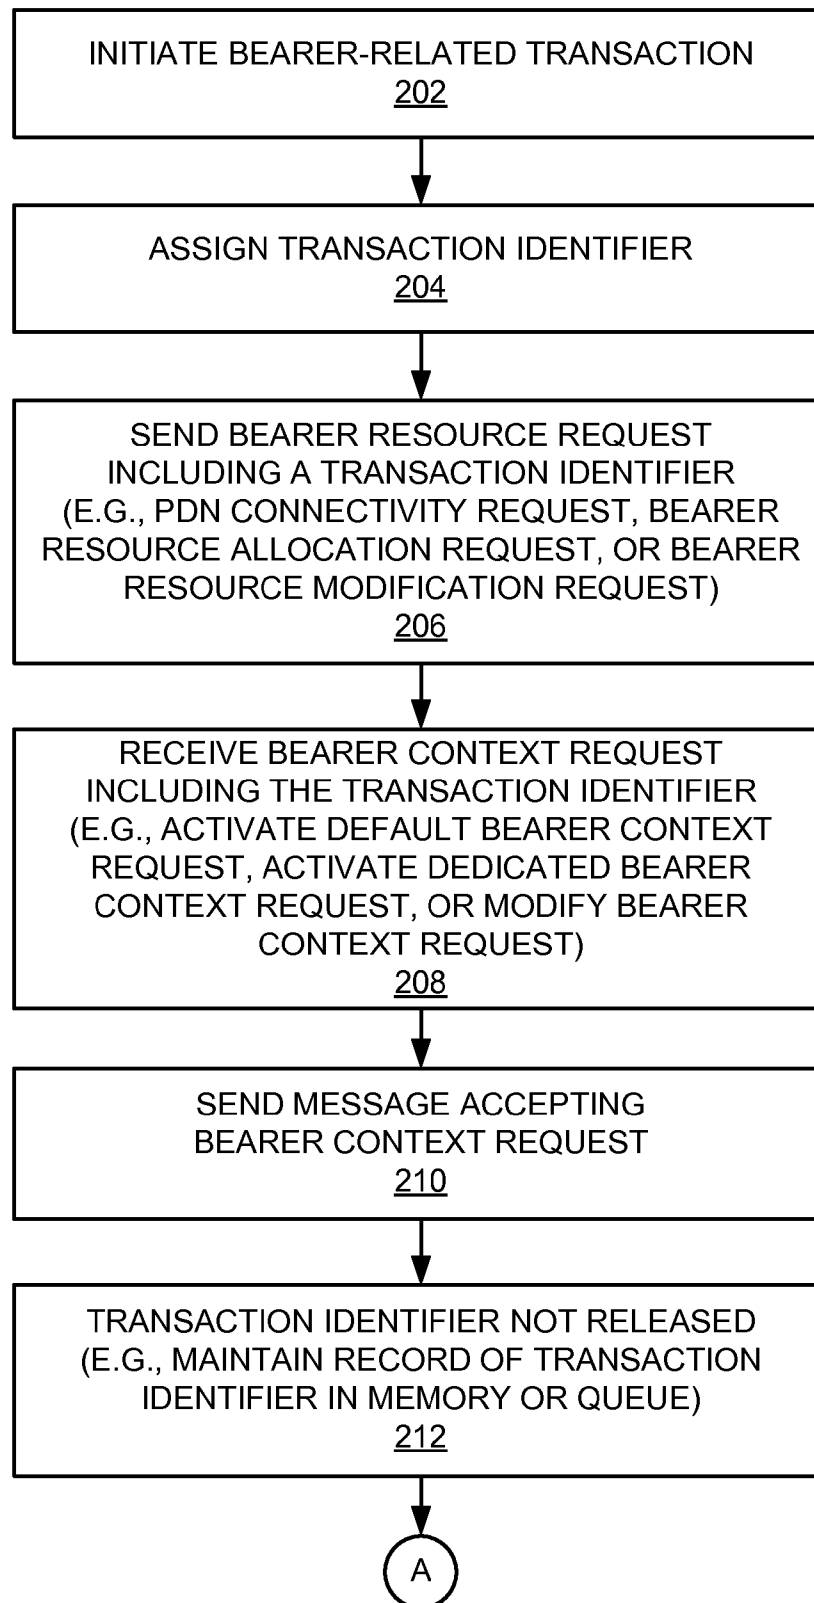 INITIATE BEARER-RELATED TRANSACTION
202
ASSIGN TRANSACTION IDENTIFIER
204
SEND BEARER RESOURCE REQUEST
INCLUDING A TRANSACTION IDENTIFIER
(E.G., PDN CONNECTIVITY REQUEST, BEARER
RESOURCE ALLOCATION REQUEST, OR BEARER
RESOURCE MODIFICATION REQUEST)
206
RECEIVE BEARER CONTEXT REQUEST
INCLUDING THE TRANSACTION IDENTIFIER
(E.G., ACTIVATE DEFAULT BEARER CONTEXT
REQUEST, ACTIVATE DEDICATED BEARER
CONTEXT REQUEST, OR MODIFY BEARER
CONTEXT REQUEST)
208
SEND MESSAGE ACCEPTING
BEARER CONTEXT REQUEST
210
TRANSACTION IDENTIFIER NOT RELEASED
(E.G., MAINTAIN RECORD OF TRANSACTION
IDENTIFIER IN MEMORY OR QUEUE)
212
A